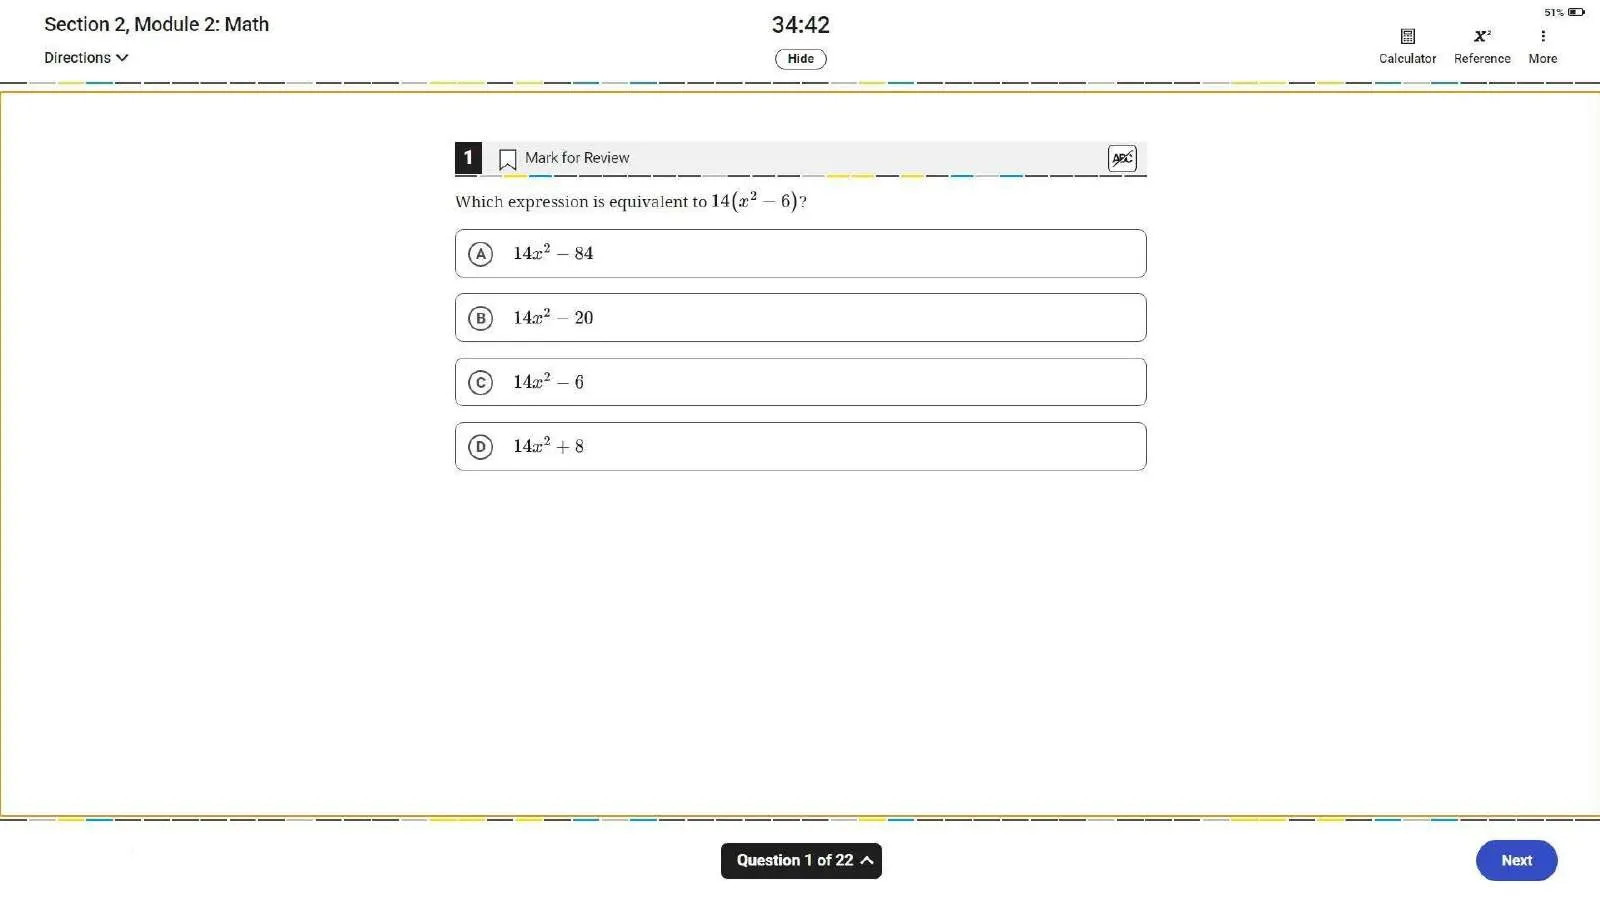 Section 2, Module 2: Math
34:42
51%
Directions
Hide
Calculator
Reference
More
1
Mark for Review
ABC
Which expression is equivalent to 14(x² − 6)?
A 14x² − 84
B 14x² − 20
C 14x² − 6
D 14x² + 8
Question 1 of 22
Next